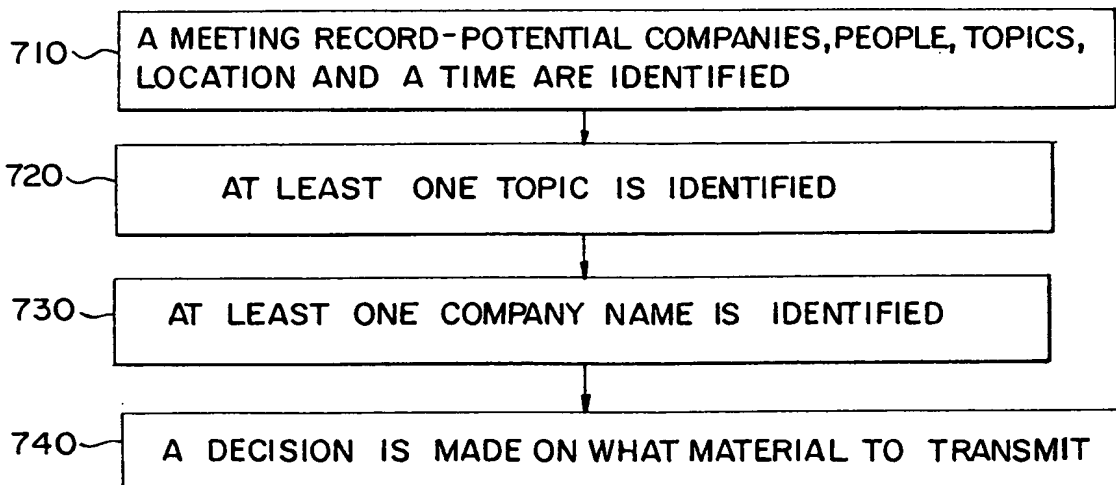 710
A MEETING RECORD-POTENTIAL COMPANIES, PEOPLE, TOPICS,
LOCATION AND A TIME ARE IDENTIFIED
720
AT LEAST ONE TOPIC IS IDENTIFIED
730
AT LEAST ONE COMPANY NAME IS IDENTIFIED
740
A DECISION IS MADE ON WHAT MATERIAL TO TRANSMIT